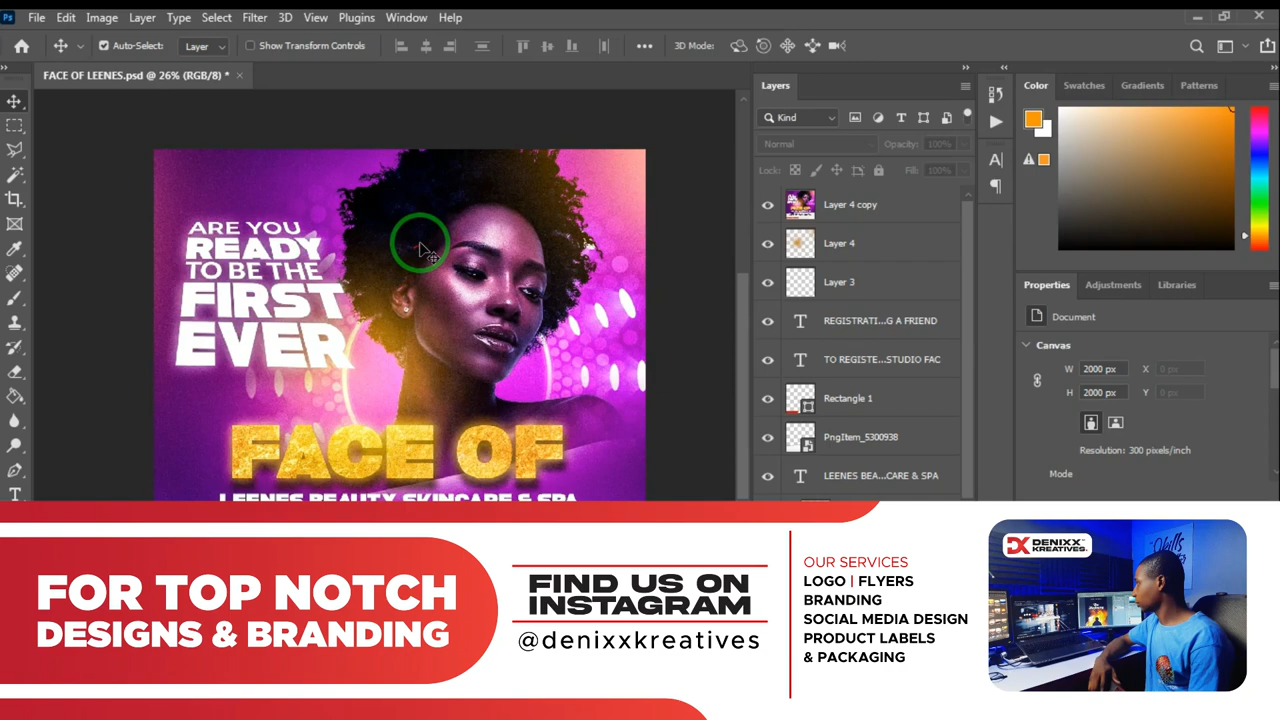 Ps File Edit Image Layer Type Select Filter 3D View Plugins Window Help
Auto-Select: Layer Show Transform Controls 3D Mode:
FACE OF LEENES.psd @ 26% (RGB/8) *
ARE YOU
READY
TO BE THE
FIRST
EVER
FACE OF
LEENES BEAUTY SKINCARE & SPA
Layers
Kind
Normal Opacity: 100%
Lock: Fill: 100%
Layer 4 copy
Layer 4
Layer 3
T REGISTRATI...G A FRIEND
T TO REGISTE...STUDIO FAC
Rectangle 1
PngItem_5300938
T LEENES BEA...CARE & SPA
Color Swatches Gradients Patterns
Properties Adjustments Libraries
Document
Canvas
W 2000 px X 0 px
H 2000 px Y 0 px
Resolution: 300 pixels/inch
Mode
FOR TOP NOTCH
DESIGNS & BRANDING
FIND US ON
INSTAGRAM
@denixxkreatives
OUR SERVICES
LOGO | FLYERS
BRANDING
SOCIAL MEDIA DESIGN
PRODUCT LABELS
& PACKAGING
DX DENIXX™
KREATIVES.
Skills